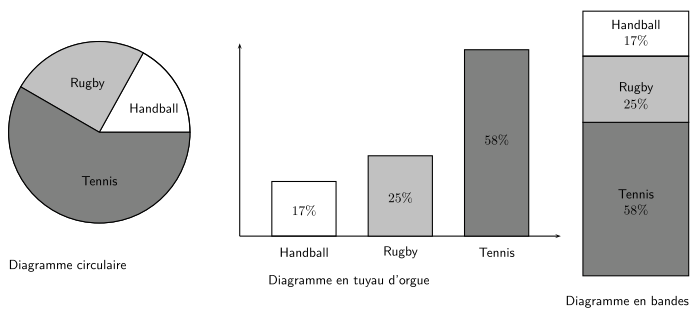 Rugby
Handball
Tennis
Diagramme circulaire
17%
25%
58%
Handball
Rugby
Tennis
Diagramme en tuyau d'orgue
Handball
17%
Rugby
25%
Tennis
58%
Diagramme en bandes